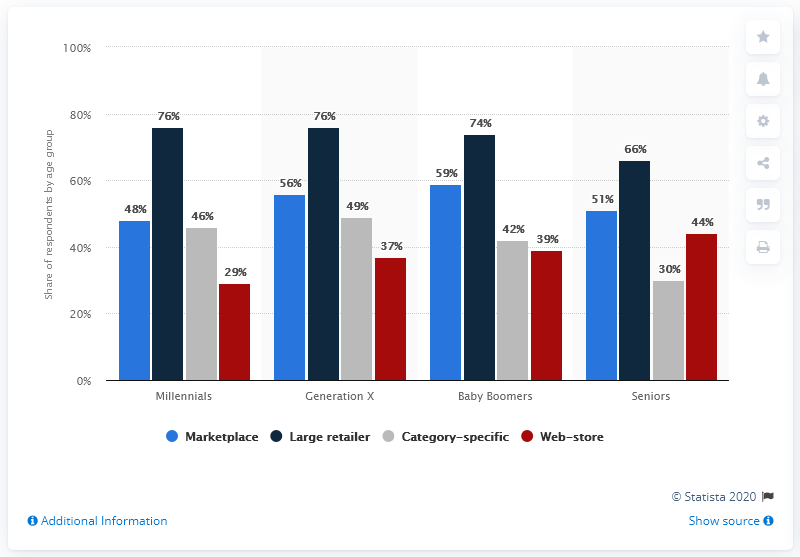 100%
80%
60%
40%
20%
0%
Share of respondents by age group
48%
76%
46%
29%
56%
76%
49%
37%
59%
74%
42%
39%
51%
66%
30%
44%
Millennials
Generation X
Baby Boomers
Seniors
Marketplace
Large retailer
Category-specific
Web-store
© Statista 2020
Additional Information
Show source